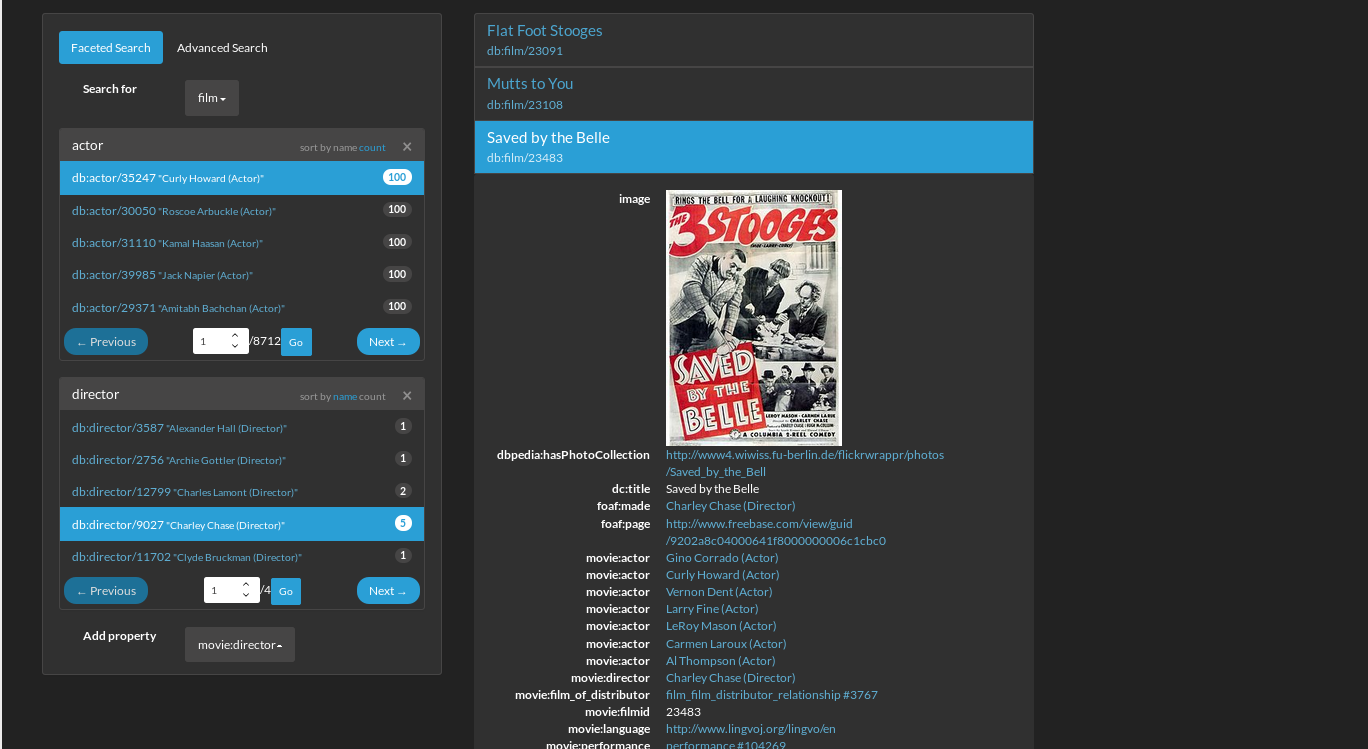 Faceted Search Advanced Search
Search for film
actor sort by name count ×
db:actor/35247 "Curly Howard (Actor)" 100
db:actor/30050 "Roscoe Arbuckle (Actor)" 100
db:actor/31110 "Kamal Haasan (Actor)" 100
db:actor/39985 "Jack Napier (Actor)" 100
db:actor/29371 "Amitabh Bachchan (Actor)" 100
← Previous 1 /8712 Go Next →
director sort by name count ×
db:director/3587 "Alexander Hall (Director)" 1
db:director/2756 "Archie Gottler (Director)" 1
db:director/12799 "Charles Lamont (Director)" 2
db:director/9027 "Charley Chase (Director)" 5
db:director/11702 "Clyde Bruckman (Director)" 1
← Previous 1 /4 Go Next →
Add property movie:director
Flat Foot Stooges
db:film/23091
Mutts to You
db:film/23108
Saved by the Belle
db:film/23483
image
RINGS THE BELL FOR A LAUGHING KNOCKOUT!
THE 3 STOOGES
SAVED
BY THE
BELLE
LEROY MASON · CARMEN LARUE
CHARLEY CHASE
A COLUMBIA 2-REEL COMEDY
dbpedia:hasPhotoCollection http://www4.wiwiss.fu-berlin.de/flickrwrappr/photos
/Saved_by_the_Bell
dc:title Saved by the Belle
foaf:made Charley Chase (Director)
foaf:page http://www.freebase.com/view/guid
/9202a8c04000641f8000000006c1cbc0
movie:actor Gino Corrado (Actor)
movie:actor Curly Howard (Actor)
movie:actor Vernon Dent (Actor)
movie:actor Larry Fine (Actor)
movie:actor LeRoy Mason (Actor)
movie:actor Carmen Laroux (Actor)
movie:actor Al Thompson (Actor)
movie:director Charley Chase (Director)
movie:film_of_distributor film_film_distributor_relationship #3767
movie:filmid 23483
movie:language http://www.lingvoj.org/lingvo/en
movie:performance performance #104269